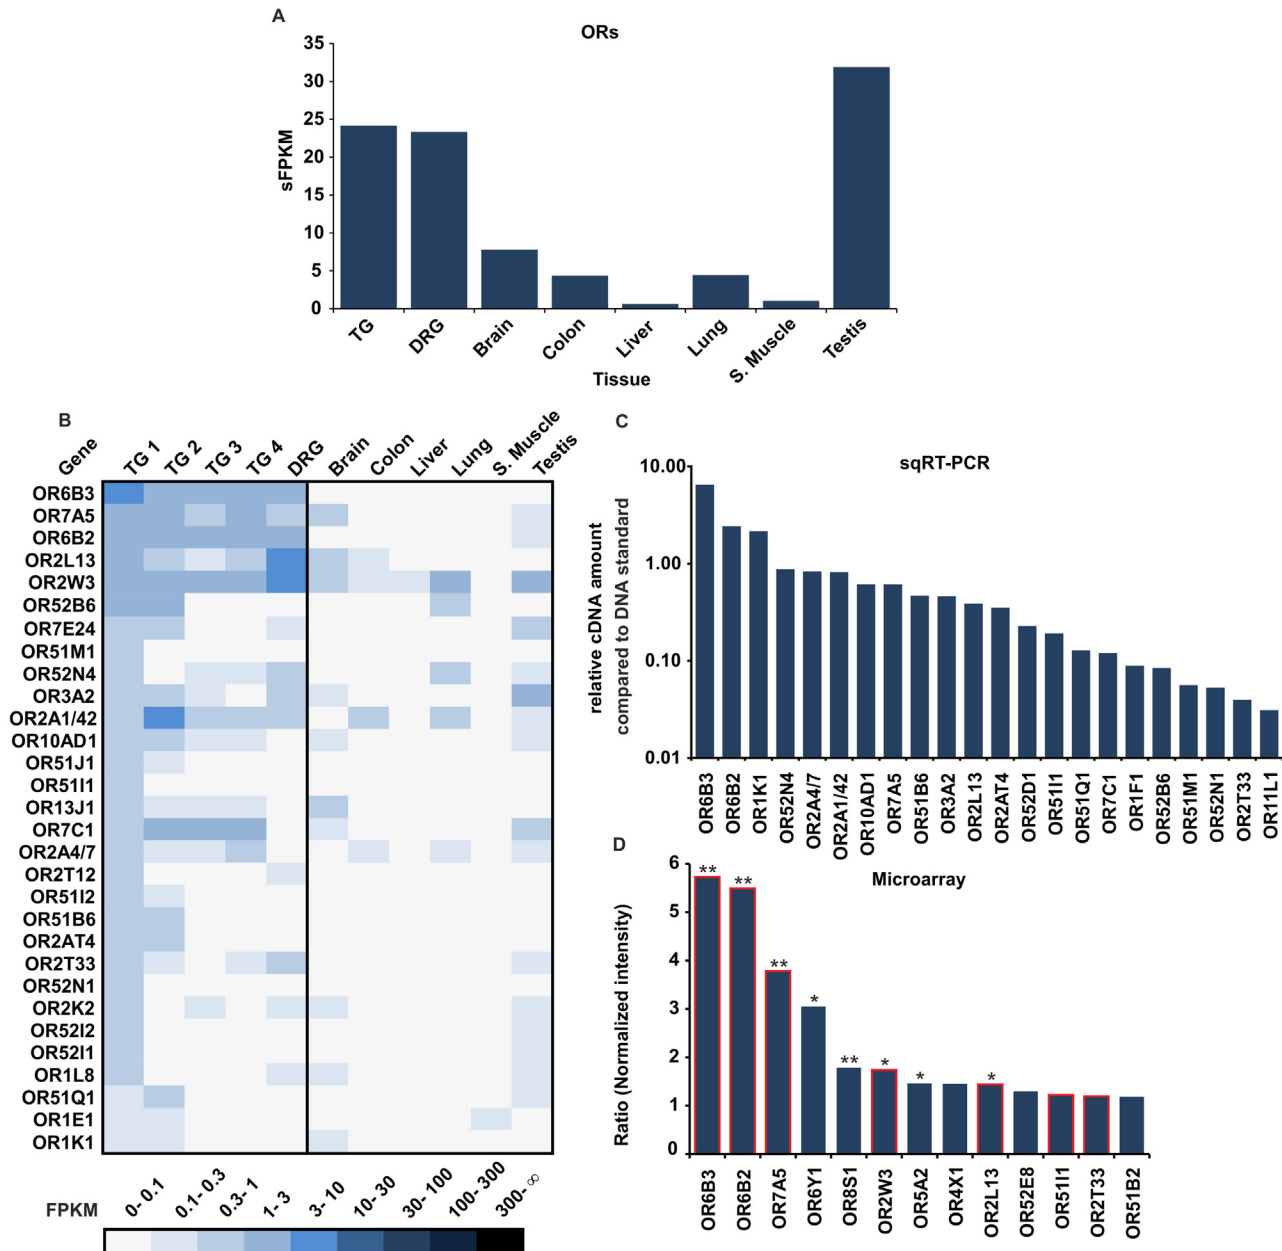 A
ORs
35
30
25
20
15
10
5
0
sFPKM
TG
DRG
Brain
Colon
Liver
Lung
S. Muscle
Testis
Tissue
B
Gene
TG 1
TG 2
TG 3
TG 4
DRG
Brain
Colon
Liver
Lung
S. Muscle
Testis
OR6B3
OR7A5
OR6B2
OR2L13
OR2W3
OR52B6
OR7E24
OR51M1
OR52N4
OR3A2
OR2A1/42
OR10AD1
OR51J1
OR51I1
OR13J1
OR7C1
OR2A4/7
OR2T12
OR51I2
OR51B6
OR2AT4
OR2T33
OR52N1
OR2K2
OR52I2
OR52I1
OR1L8
OR51Q1
OR1E1
OR1K1
FPKM
0- 0.1
0.1- 0.3
0.3- 1
1- 3
3- 10
10- 30
30- 100
100- 300
300- ∞
C
sqRT-PCR
10.00
1.00
0.10
0.01
relative cDNA amount
compared to DNA standard
OR6B3
OR6B2
OR1K1
OR52N4
OR2A4/7
OR2A1/42
OR10AD1
OR7A5
OR51B6
OR3A2
OR2L13
OR2AT4
OR52D1
OR51I1
OR51Q1
OR7C1
OR1F1
OR52B6
OR51M1
OR52N1
OR2T33
OR11L1
D
Microarray
6
5
4
3
2
1
0
Ratio (Normalized intensity)
**
**
**
*
**
*
*
*
OR6B3
OR6B2
OR7A5
OR6Y1
OR8S1
OR2W3
OR5A2
OR4X1
OR2L13
OR52E8
OR51I1
OR2T33
OR51B2